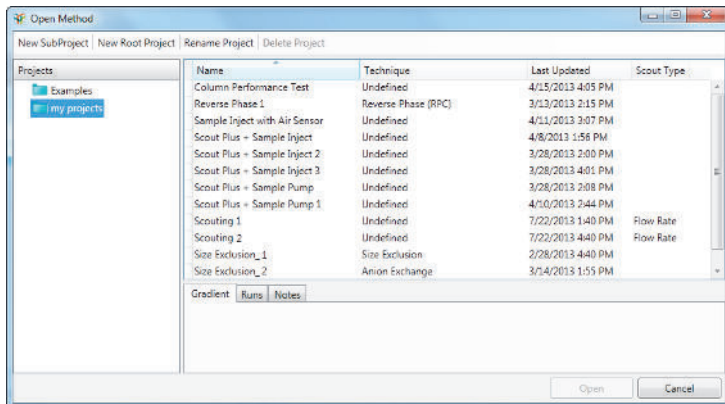 Open Method
New SubProject New Root Project Rename Project Delete Project
Projects
Examples
my projects
Name Technique Last Updated Scout Type
Column Performance Test Undefined 4/15/2013 4:05 PM
Reverse Phase 1 Reverse Phase (RPC) 3/13/2013 2:15 PM
Sample Inject with Air Sensor Undefined 4/11/2013 3:07 PM
Scout Plus + Sample Inject Undefined 4/8/2013 1:56 PM
Scout Plus + Sample Inject 2 Undefined 3/28/2013 2:00 PM
Scout Plus + Sample Inject 3 Undefined 3/28/2013 4:01 PM
Scout Plus + Sample Pump Undefined 3/28/2013 2:08 PM
Scout Plus + Sample Pump 1 Undefined 4/10/2013 2:44 PM
Scouting 1 Undefined 7/22/2013 1:40 PM Flow Rate
Scouting 2 Undefined 7/22/2013 4:40 PM Flow Rate
Size Exclusion_1 Size Exclusion 2/28/2013 4:40 PM
Size Exclusion_2 Anion Exchange 3/14/2013 1:55 PM
Gradient Runs Notes
Open Cancel